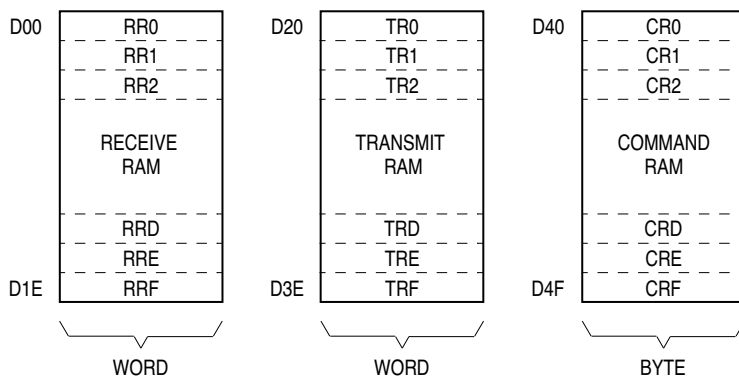 D00 RR0 D20 TR0 D40 CR0
RR1 TR1 CR1
RR2 TR2 CR2
RECEIVE TRANSMIT COMMAND
RAM RAM RAM
RRD TRD CRD
RRE TRE CRE
D1E RRF D3E TRF D4F CRF
WORD WORD BYTE